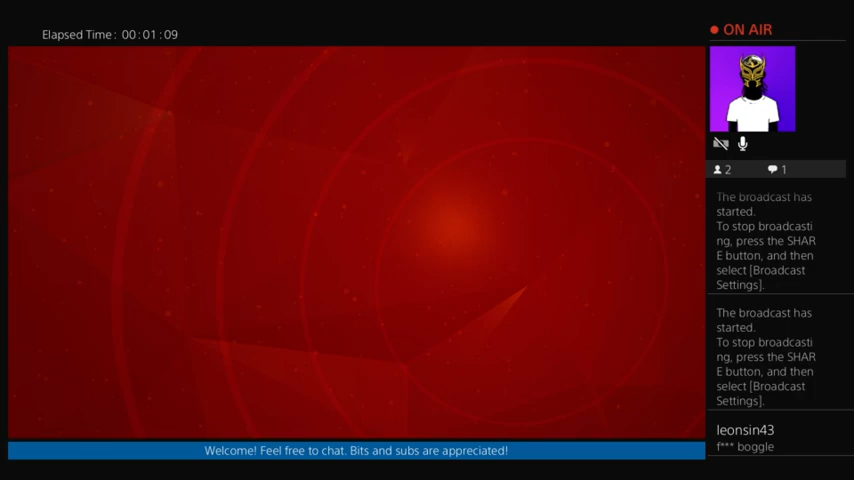 Elapsed Time: 00:01:09
ON AIR
2
1
The broadcast has
started.
To stop broadcasti
ng, press the SHAR
E button, and then
select [Broadcast
Settings].
The broadcast has
started.
To stop broadcasti
ng, press the SHAR
E button, and then
select [Broadcast
Settings].
leonsin43
f*** boggle
Welcome! Feel free to chat. Bits and subs are appreciated!